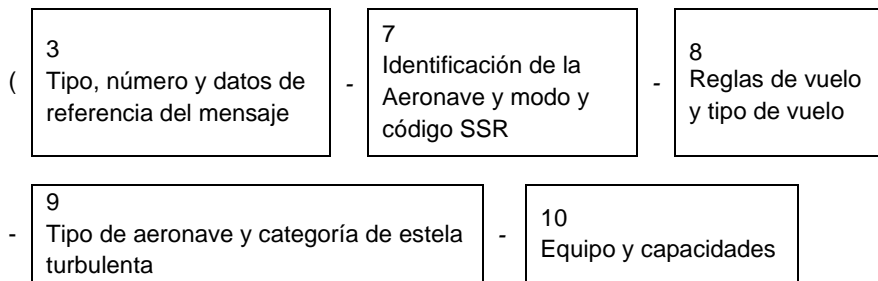 (
3
Tipo, número y datos de
referencia del mensaje
-
7
Identificación de la
Aeronave y modo y
código SSR
-
8
Reglas de vuelo
y tipo de vuelo
-
9
Tipo de aeronave y categoría de estela
turbulenta
-
10
Equipo y capacidades